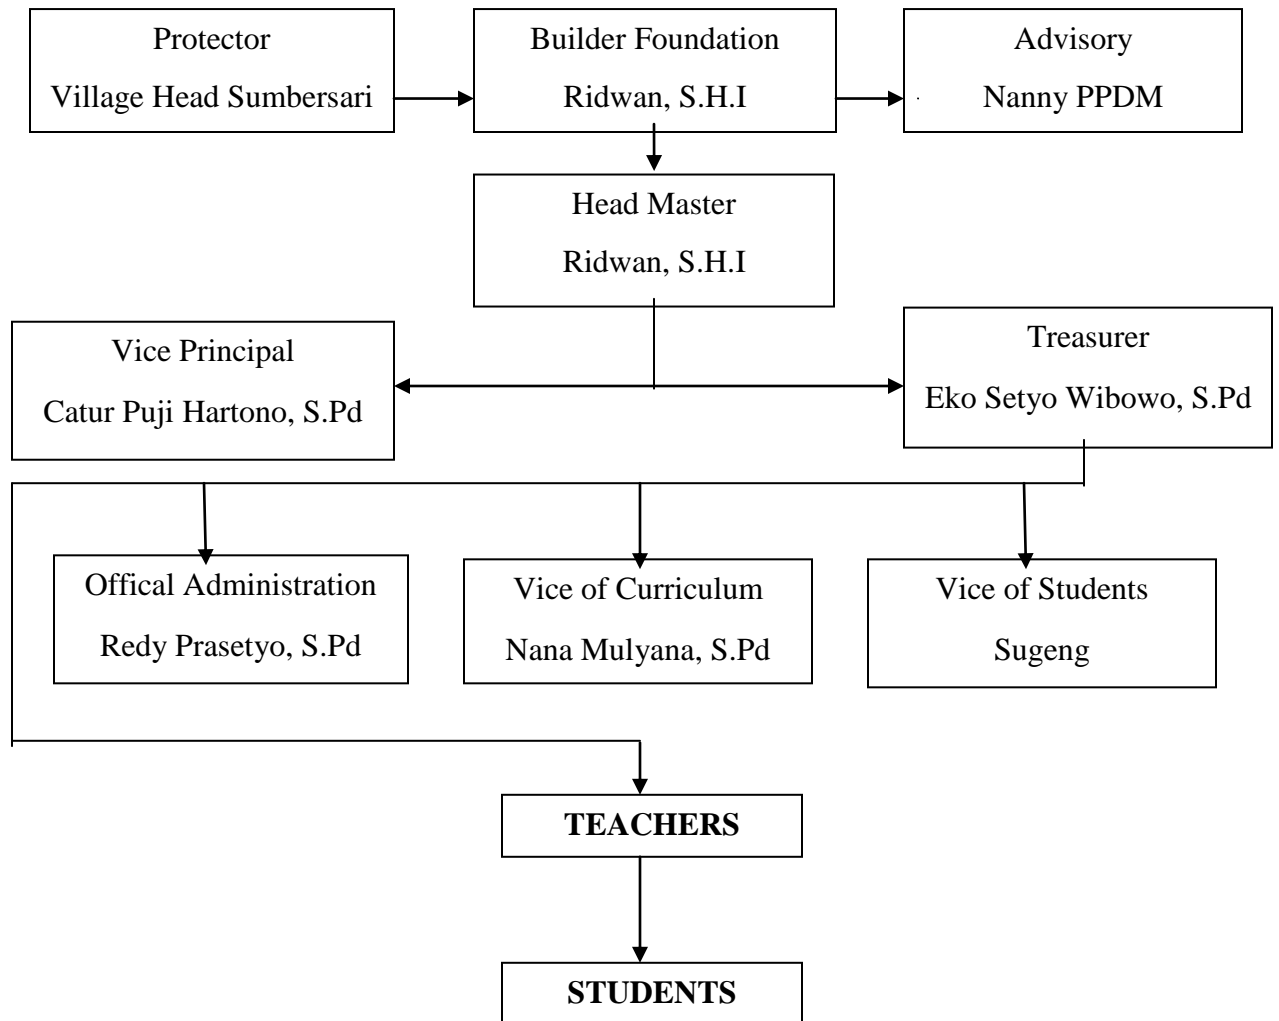 Protector
Village Head Sumbersari
Builder Foundation
Ridwan, S.H.I
Advisory
Nanny PPDM
Head Master
Ridwan, S.H.I
Vice Principal
Catur Puji Hartono, S.Pd
Treasurer
Eko Setyo Wibowo, S.Pd
Offical Administration
Redy Prasetyo, S.Pd
Vice of Curriculum
Nana Mulyana, S.Pd
Vice of Students
Sugeng
TEACHERS
STUDENTS